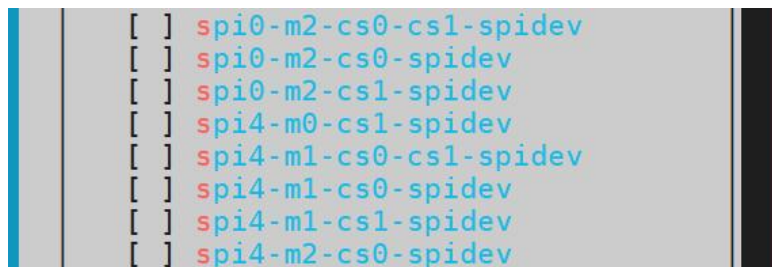 [ ] spi0-m2-cs0-cs1-spidev
[ ] spi0-m2-cs0-spidev
[ ] spi0-m2-cs1-spidev
[ ] spi4-m0-cs1-spidev
[ ] spi4-m1-cs0-cs1-spidev
[ ] spi4-m1-cs0-spidev
[ ] spi4-m1-cs1-spidev
[ ] spi4-m2-cs0-spidev